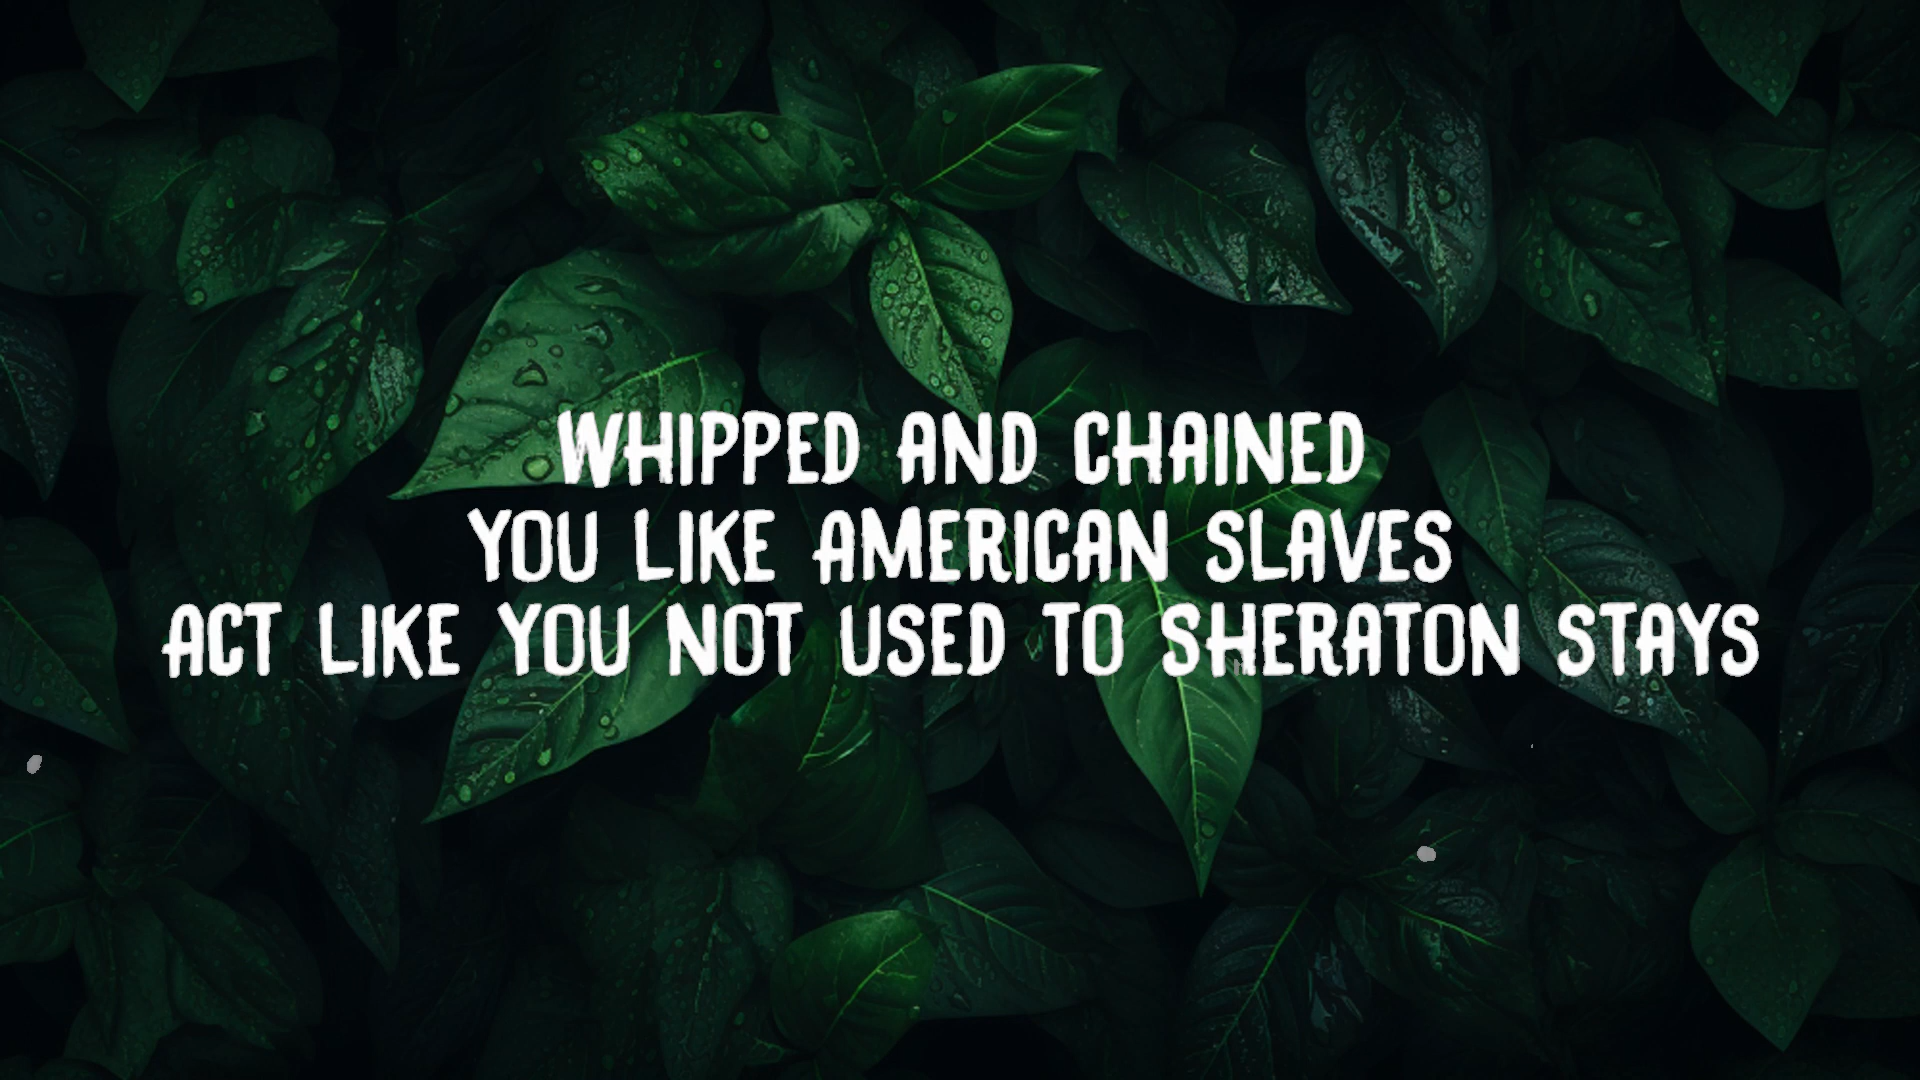 WHIPPED AND CHAINED
YOU LIKE AMERICAN SLAVES
ACT LIKE YOU NOT USED TO SHERATON STAYS